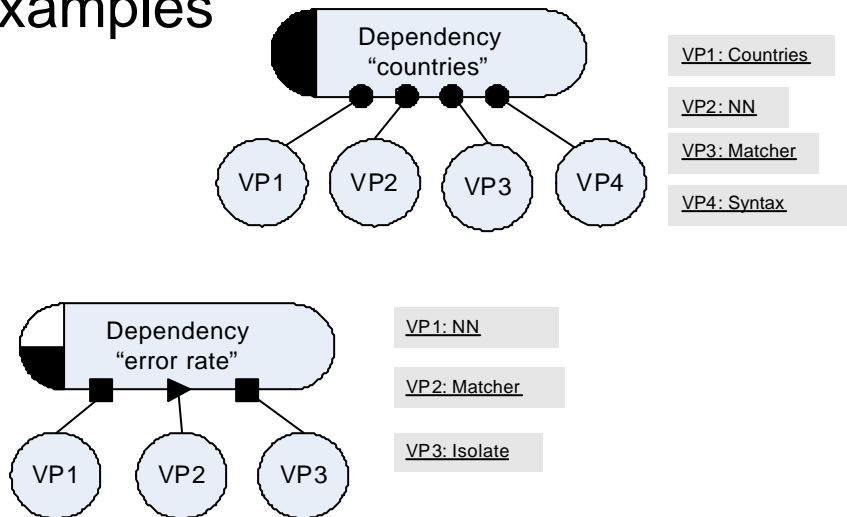 xamples
Dependency
“countries”
VP1: Countries
VP2: NN
VP3: Matcher
VP4: Syntax
VP1
VP2
VP3
VP4
Dependency
“error rate”
VP1: NN
VP2: Matcher
VP3: Isolate
VP1
VP2
VP3